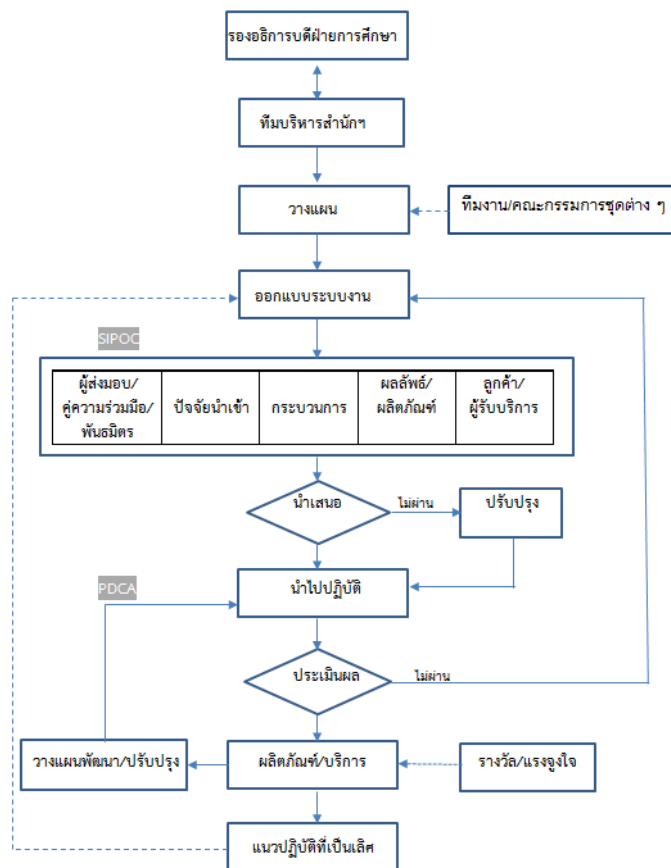 รองอธิการบดีฝ่ายการศึกษา
ทีมบริหารสำนักฯ
วางแผน
ทีมงาน/คณะกรรมการชุดต่าง ๆ
ออกแบบระบบงาน
SIPOC
ผู้ส่งมอบ/
คู่ความร่วมมือ/
พันธมิตร
ปัจจัยนำเข้า
กระบวนการ
ผลลัพธ์/
ผลิตภัณฑ์
ลูกค้า/
ผู้รับบริการ
นำเสนอ
ไม่ผ่าน
ปรับปรุง
PDCA
นำไปปฏิบัติ
ประเมินผล
ไม่ผ่าน
วางแผนพัฒนา/ปรับปรุง
ผลิตภัณฑ์/บริการ
รางวัล/แรงจูงใจ
แนวปฏิบัติที่เป็นเลิศ